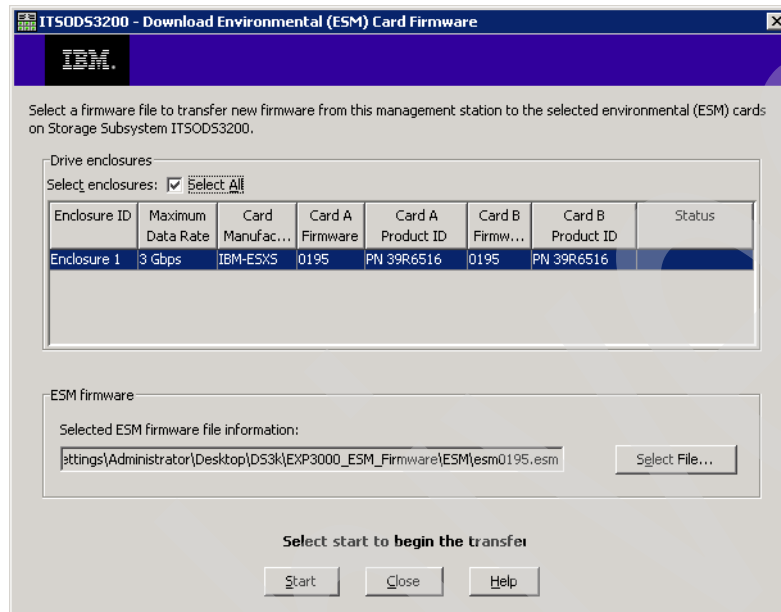 ITSODS3200 - Download Environmental (ESM) Card Firmware
IBM.
Select a firmware file to transfer new firmware from this management station to the selected environmental (ESM) cards
on Storage Subsystem ITSODS3200.
Drive enclosures
Select enclosures: Select All
Enclosure ID Maximum Data Rate Card Manufac... Card A Firmware Card A Product ID Card B Firmw... Card B Product ID Status
Enclosure 1 3 Gbps IBM-ESXS 0195 PN 39R6516 0195 PN 39R6516
ESM firmware
Selected ESM firmware file information:
ettings\Administrator\Desktop\DS3k\EXP3000_ESM_Firmware\ESM\esm0195.esm Select File...
Select start to begin the transfer
Start Close Help